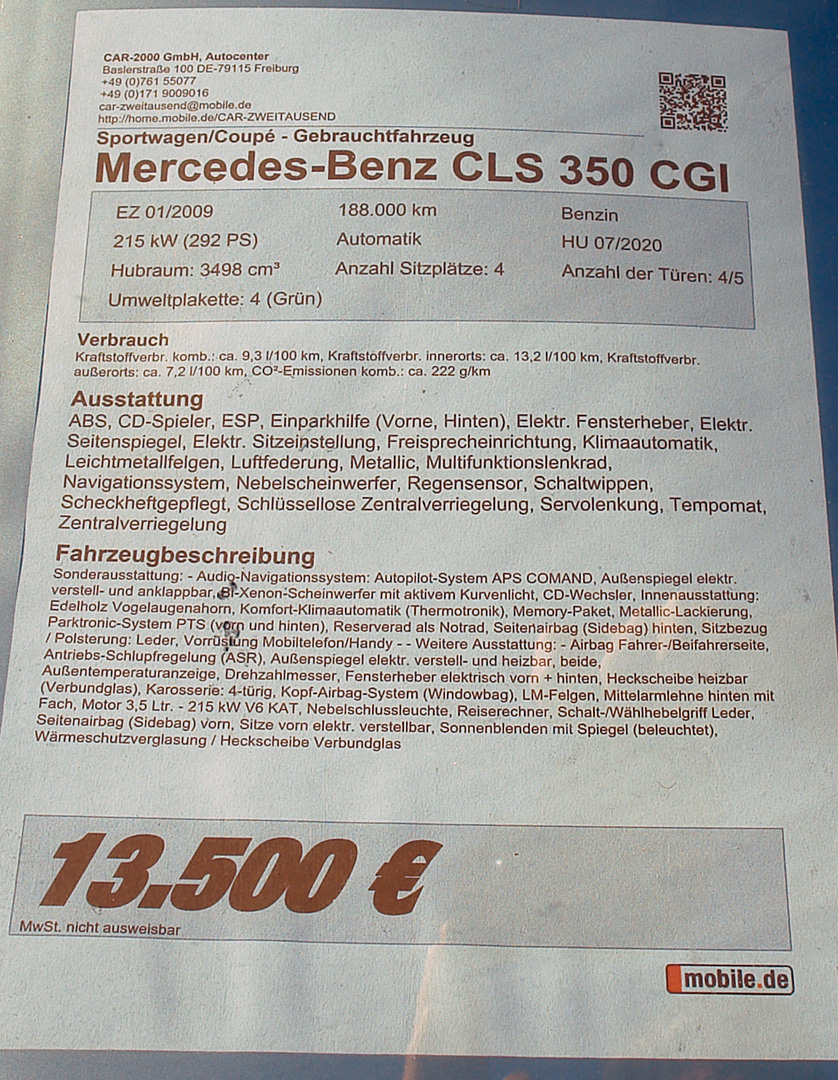 CAR-2000 GmbH, Autocenter
Baslerstraße 100 DE-79115 Freiburg
+49 (0)761 55077
+49 (0)171 9009016
car-zweitausend@mobile.de
http://home.mobile.de/CAR-ZWEITAUSEND
Sportwagen/Coupé - Gebrauchtfahrzeug
Mercedes-Benz CLS 350 CGI
EZ 01/2009 188.000 km Benzin
215 kW (292 PS) Automatik HU 07/2020
Hubraum: 3498 cm³ Anzahl Sitzplätze: 4 Anzahl der Türen: 4/5
Umweltplakette: 4 (Grün)
Verbrauch
Kraftstoffverbr. komb.: ca. 9,3 l/100 km, Kraftstoffverbr. innerorts: ca. 13,2 l/100 km, Kraftstoffverbr.
außerorts: ca. 7,2 l/100 km, CO²-Emissionen komb.: ca. 222 g/km
Ausstattung
ABS, CD-Spieler, ESP, Einparkhilfe (Vorne, Hinten), Elektr. Fensterheber, Elektr.
Seitenspiegel, Elektr. Sitzeinstellung, Freisprecheinrichtung, Klimaautomatik,
Leichtmetallfelgen, Luftfederung, Metallic, Multifunktionslenkrad,
Navigationssystem, Nebelscheinwerfer, Regensensor, Schaltwippen,
Scheckheftgepflegt, Schlüssellose Zentralverriegelung, Servolenkung, Tempomat,
Zentralverriegelung
Fahrzeugbeschreibung
Sonderausstattung: - Audio-Navigationssystem: Autopilot-System APS COMAND, Außenspiegel elektr.
verstell- und anklappbar, Bi-Xenon-Scheinwerfer mit aktivem Kurvenlicht, CD-Wechsler, Innenausstattung:
Edelholz Vogelaugenahorn, Komfort-Klimaautomatik (Thermotronik), Memory-Paket, Metallic-Lackierung,
Parktronic-System PTS (vorn und hinten), Reserverad als Notrad, Seitenairbag (Sidebag) hinten, Sitzbezug
/ Polsterung: Leder, Vorrüstung Mobiltelefon/Handy - - Weitere Ausstattung: - Airbag Fahrer-/Beifahrerseite,
Antriebs-Schlupfregelung (ASR), Außenspiegel elektr. verstell- und heizbar, beide,
Außentemperaturanzeige, Drehzahlmesser, Fensterheber elektrisch vorn + hinten, Heckscheibe heizbar
(Verbundglas), Karosserie: 4-türig, Kopf-Airbag-System (Windowbag), LM-Felgen, Mittelarmlehne hinten mit
Fach, Motor 3,5 Ltr. - 215 kW V6 KAT, Nebelschlussleuchte, Reiserechner, Schalt-/Wählhebelgriff Leder,
Seitenairbag (Sidebag) vorn, Sitze vorn elektr. verstellbar, Sonnenblenden mit Spiegel (beleuchtet),
Wärmeschutzverglasung / Heckscheibe Verbundglas
13.500 €
MwSt. nicht ausweisbar
mobile.de